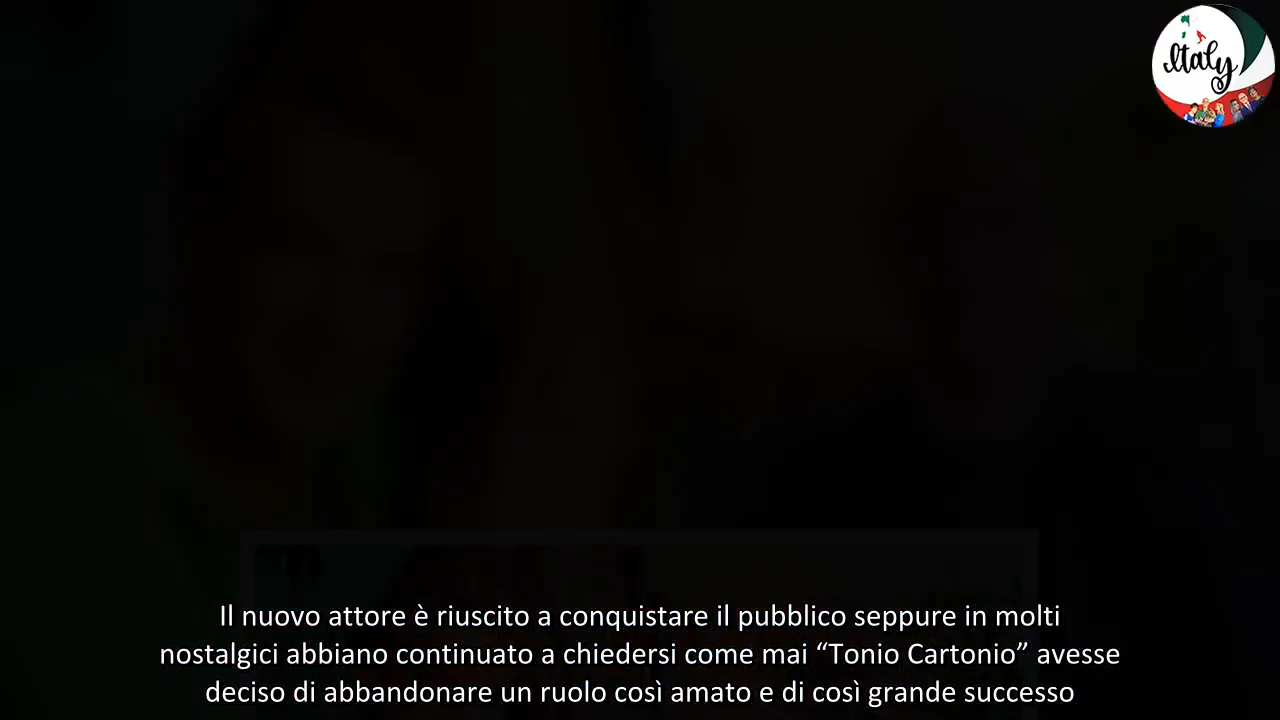 Italy
Il nuovo attore è riuscito a conquistare il pubblico seppure in molti
nostalgici abbiano continuato a chiedersi come mai “Tonio Cartonio” avesse
deciso di abbandonare un ruolo così amato e di così grande successo